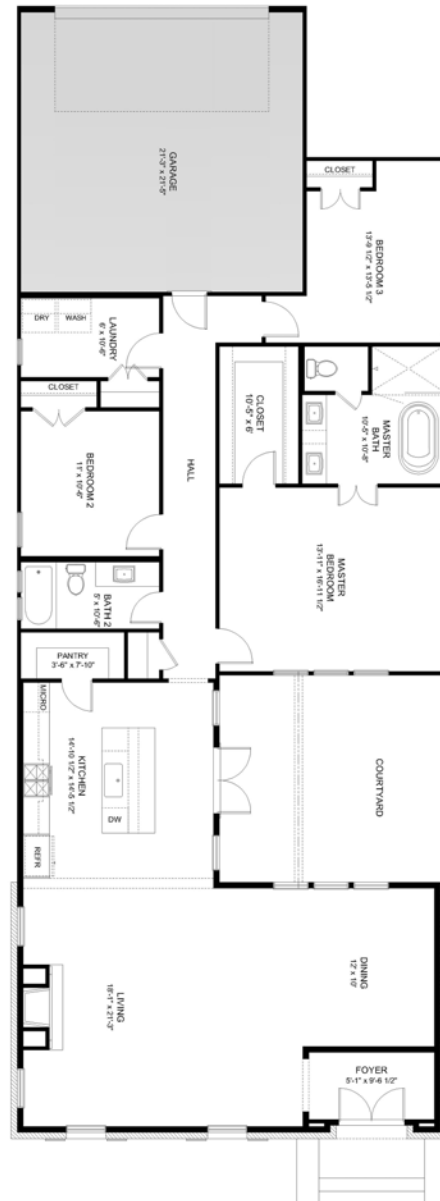 GARAGE
21'-3" x 21'-5"
CLOSET
BEDROOM 3
13'-9 1/2" x 13'-5 1/2"
DRY
WASH
LAUNDRY
6' x 10'-6"
CLOSET
CLOSET
10'-5" x 6'
MASTER
BATH
10'-5" x 10'-8"
BEDROOM 2
11' x 10'-6"
HALL
MASTER
BEDROOM
13'-11" x 16'-11 1/2"
BATH 2
5' x 10'-6"
PANTRY
3'-6" x 7'-10"
MICRO
KITCHEN
14'-10 1/2" x 14'-5 1/2"
DW
REFR
COURTYARD
LIVING
18'-1" x 21'-3"
DINING
12' x 10'
FOYER
5'-1" x 9'-6 1/2"